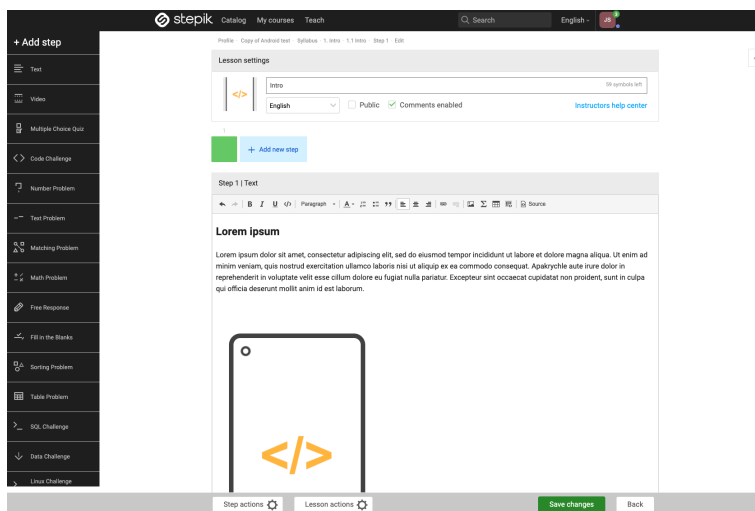 stepik
Catalog
My courses
Teach
Search
English
JS
+ Add step
Text
Video
Multiple Choice Quiz
Code Challenge
Number Problem
Text Problem
Matching Problem
Math Problem
Free Response
Fill in the Blanks
Sorting Problem
Table Problem
SQL Challenge
Data Challenge
Linux Challenge
Profile Copy of Android text Syllabus 1. Intro 1.1 Intro Step 1 Edit
Lesson settings
</>
Intro
59 symbols left
English
Public
Comments enabled
Instructors help center
1
+ Add new step
Step 1 | Text
B I U </> Paragraph A Source
Lorem ipsum
Lorem ipsum dolor sit amet, consectetur adipiscing elit, sed do eiusmod tempor incididunt ut labore et dolore magna aliqua. Ut enim ad
minim veniam, quis nostrud exercitation ullamco laboris nisi ut aliquip ex ea commodo consequat. Apakrychle aute irure dolor in
reprehenderit in voluptate velit esse cillum dolore eu fugiat nulla pariatur. Excepteur sint occaecat cupidatat non proident, sunt in culpa
qui officia deserunt mollit anim id est laborum.
</>
Step actions
Lesson actions
Save changes
Back